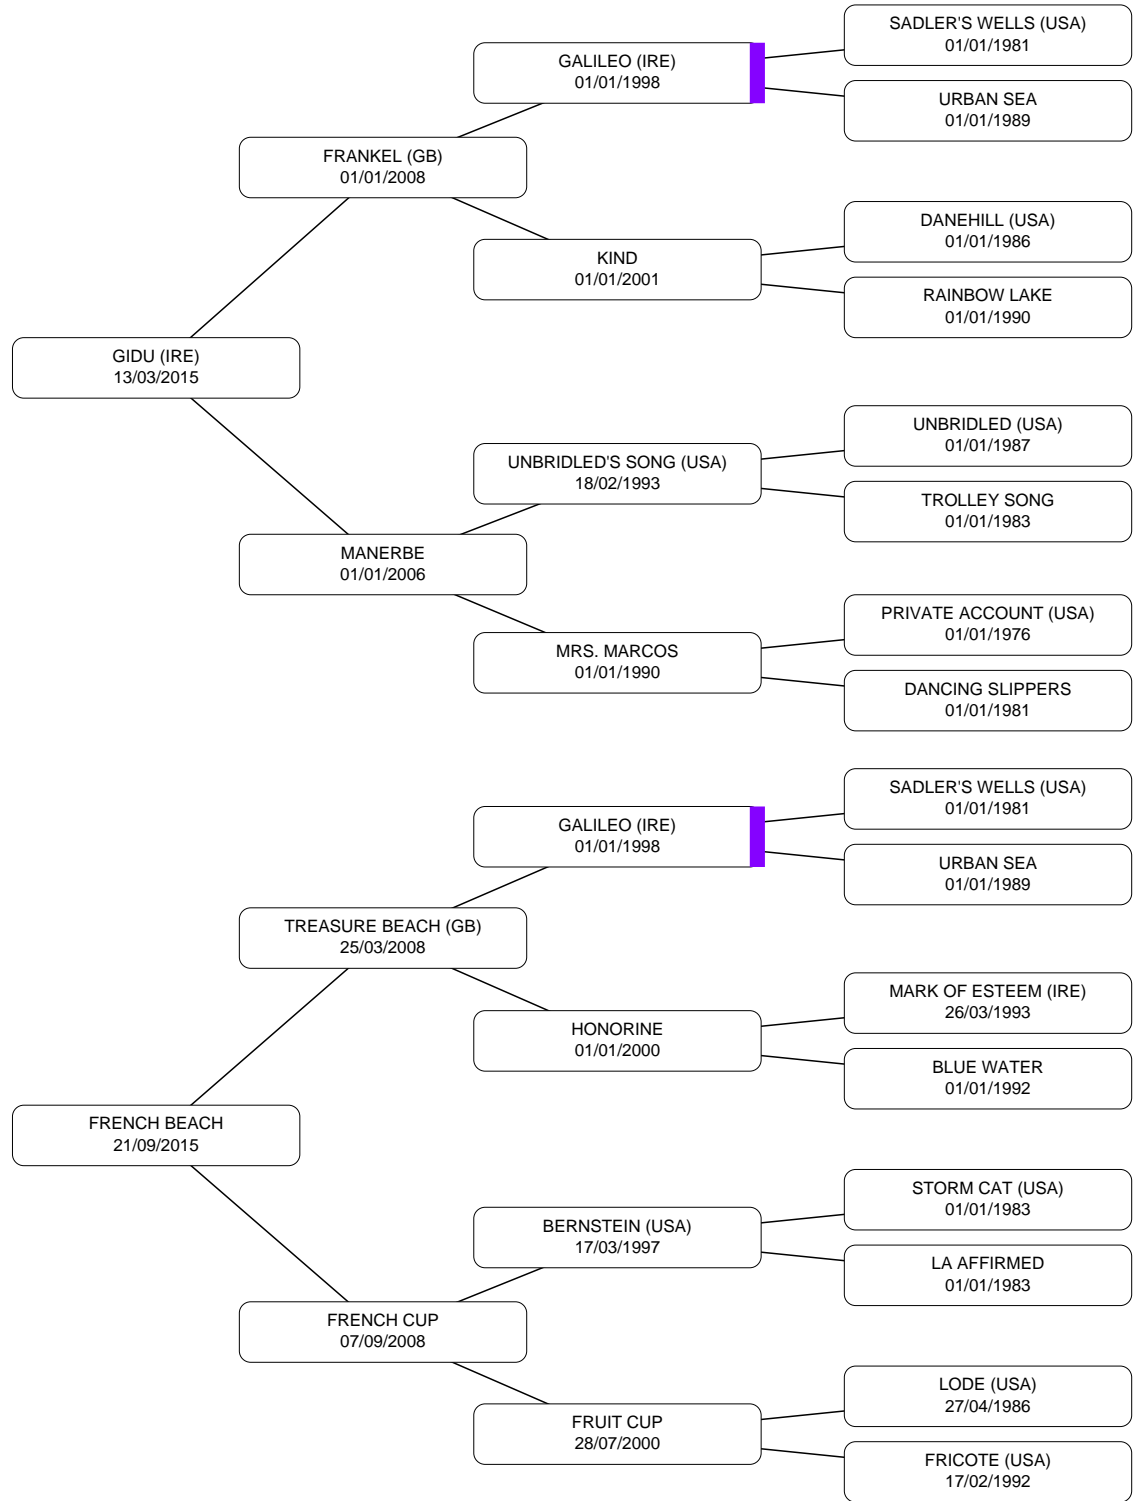 SADLER'S WELLS (USA)
01/01/1981
GALILEO (IRE)
01/01/1998
URBAN SEA
01/01/1989
FRANKEL (GB)
01/01/2008
DANEHILL (USA)
01/01/1986
KIND
01/01/2001
RAINBOW LAKE
01/01/1990
GIDU (IRE)
13/03/2015
UNBRIDLED (USA)
01/01/1987
UNBRIDLED'S SONG (USA)
18/02/1993
TROLLEY SONG
01/01/1983
MANERBE
01/01/2006
PRIVATE ACCOUNT (USA)
01/01/1976
MRS. MARCOS
01/01/1990
DANCING SLIPPERS
01/01/1981
SADLER'S WELLS (USA)
01/01/1981
GALILEO (IRE)
01/01/1998
URBAN SEA
01/01/1989
TREASURE BEACH (GB)
25/03/2008
MARK OF ESTEEM (IRE)
26/03/1993
HONORINE
01/01/2000
BLUE WATER
01/01/1992
FRENCH BEACH
21/09/2015
STORM CAT (USA)
01/01/1983
BERNSTEIN (USA)
17/03/1997
LA AFFIRMED
01/01/1983
FRENCH CUP
07/09/2008
LODE (USA)
27/04/1986
FRUIT CUP
28/07/2000
FRICOTE (USA)
17/02/1992